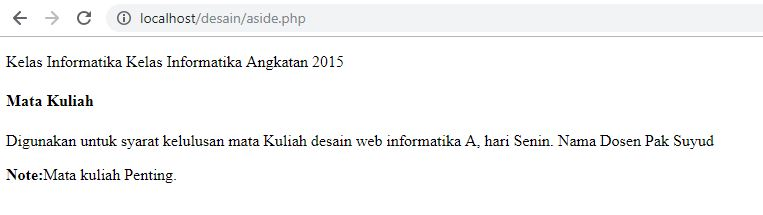 localhost/desain/aside.php
Kelas Informatika Kelas Informatika Angkatan 2015
Mata Kuliah
Digunakan untuk syarat kelulusan mata Kuliah desain web informatika A, hari Senin. Nama Dosen Pak Suyud
Note:Mata kuliah Penting.